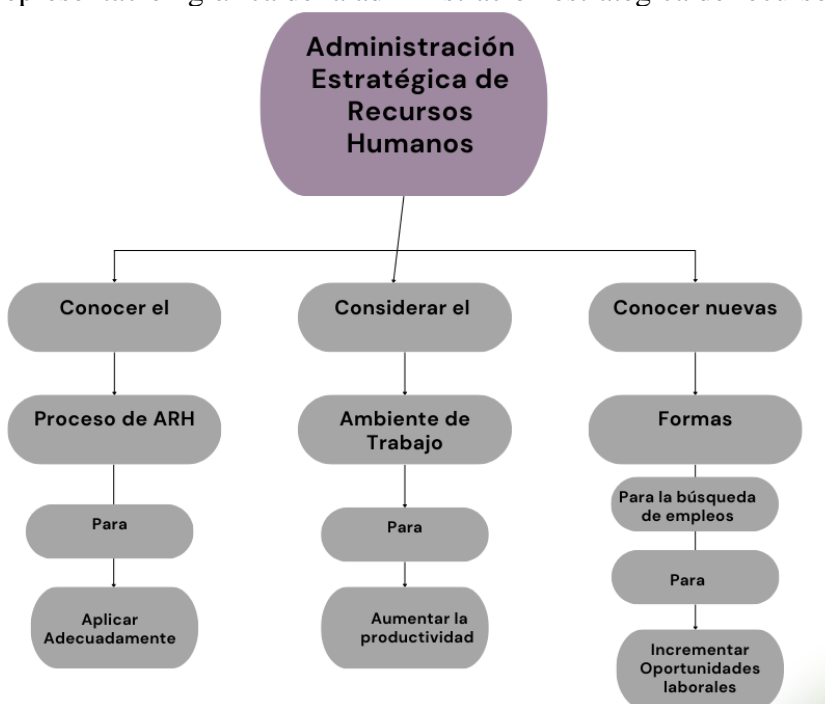 Administración
Estratégica de
Recursos
Humanos
Conocer el
Considerar el
Conocer nuevas
Proceso de ARH
Ambiente de
Trabajo
Formas
Para la búsqueda
de empleos
Para
Para
Para
Aplicar
Adecuadamente
Aumentar la
productividad
Incrementar
Oportunidades
laborales